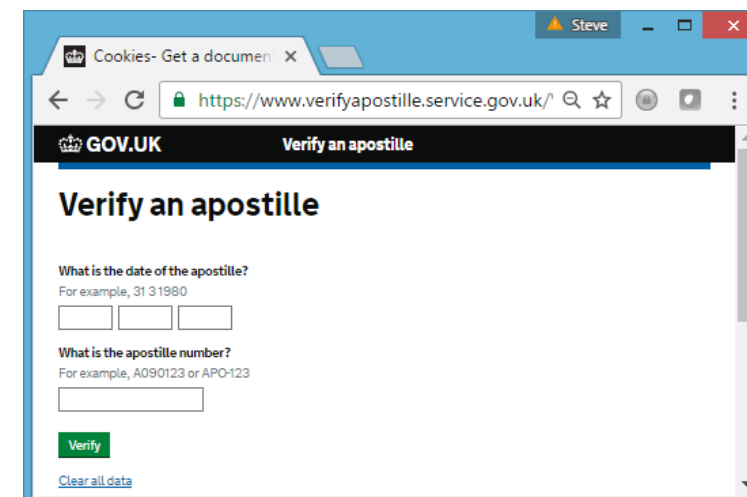 Steve
Cookies- Get a documen
https://www.verifyapostille.service.gov.uk/
GOV.UK Verify an apostille
Verify an apostille
What is the date of the apostille?
For example, 31 3 1980
What is the apostille number?
For example, A090123 or APO-123
Verify
Clear all data